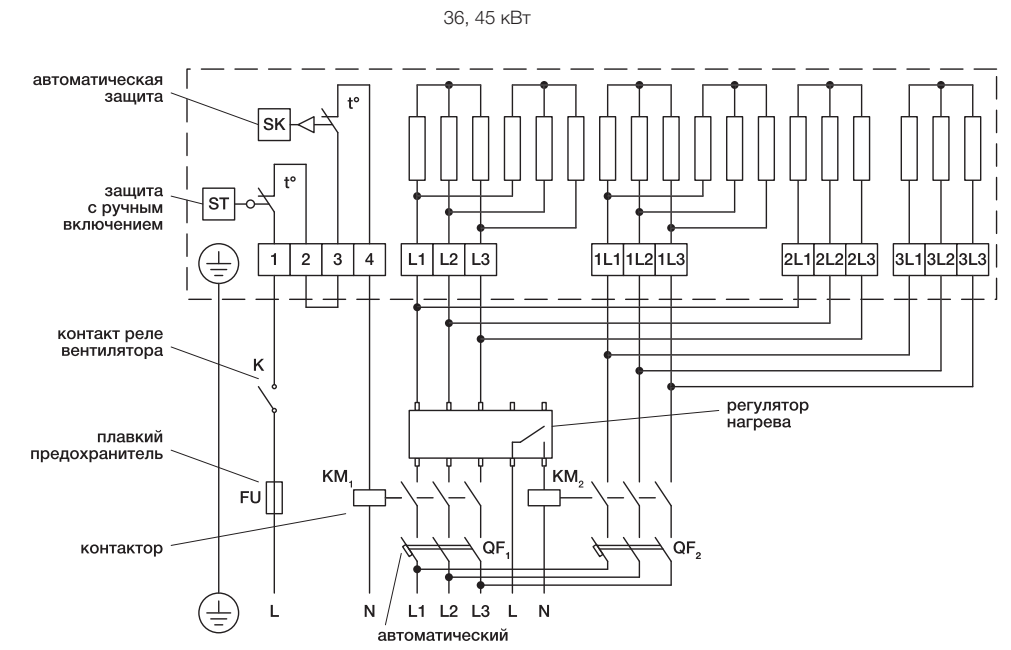 36, 45 кВт
автоматическая
защита
SK
t°
защита
с ручным
включением
ST
t°
1 2 3 4
L1 L2 L3
1L1 1L2 1L3
2L1 2L2 2L3
3L1 3L2 3L3
контакт реле
вентилятора
K
регулятор
нагрева
плавкий
предохранитель
FU
KM1
KM2
контактор
QF1
QF2
L N L1 L2 L3 L N
автоматический